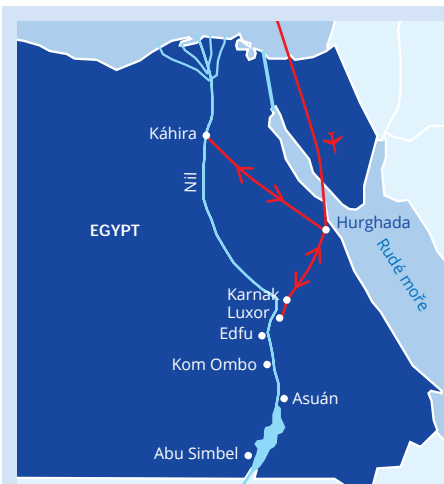 Káhira
Nil
EGYPT
Hurghada
Rudé moře
Karnak
Luxor
Edfu
Kom Ombo
Asuán
Abu Simbel